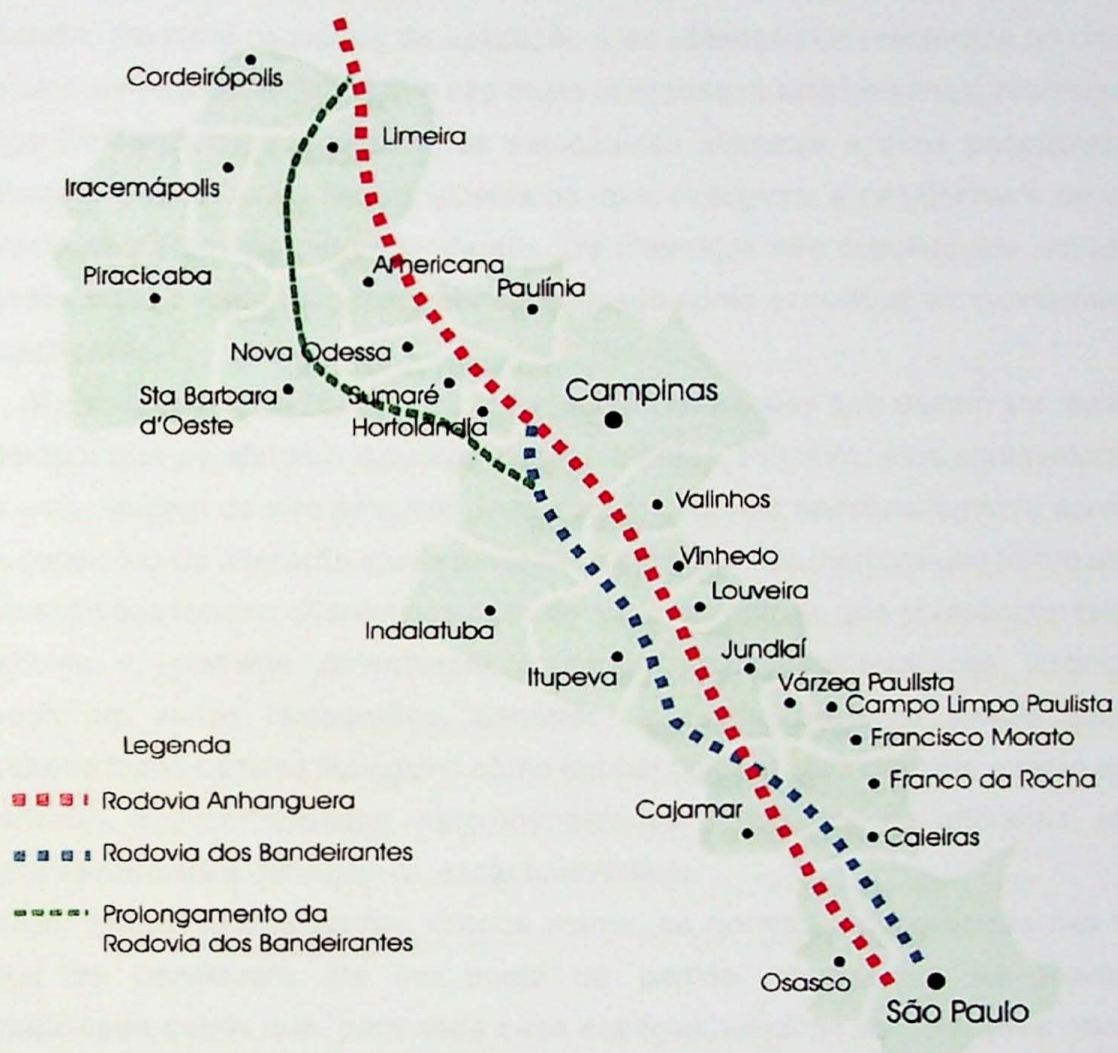 Cordeirópolis
Limeira
Iracemápolis
Americana
Piracicaba
Paulínia
Nova Odessa
Campinas
Sta Barbara
d'Oeste
Sumaré
Hortolândia
Valinhos
Vinhedo
Louveira
Indaiatuba
Jundiaí
Itupeva
Várzea Paulista
Campo Limpo Paulista
Francisco Morato
Franco da Rocha
Cajamar
Caieiras
Osasco
São Paulo
Legenda
Rodovia Anhanguera
Rodovia dos Bandeirantes
Prolongamento da
Rodovia dos Bandeirantes